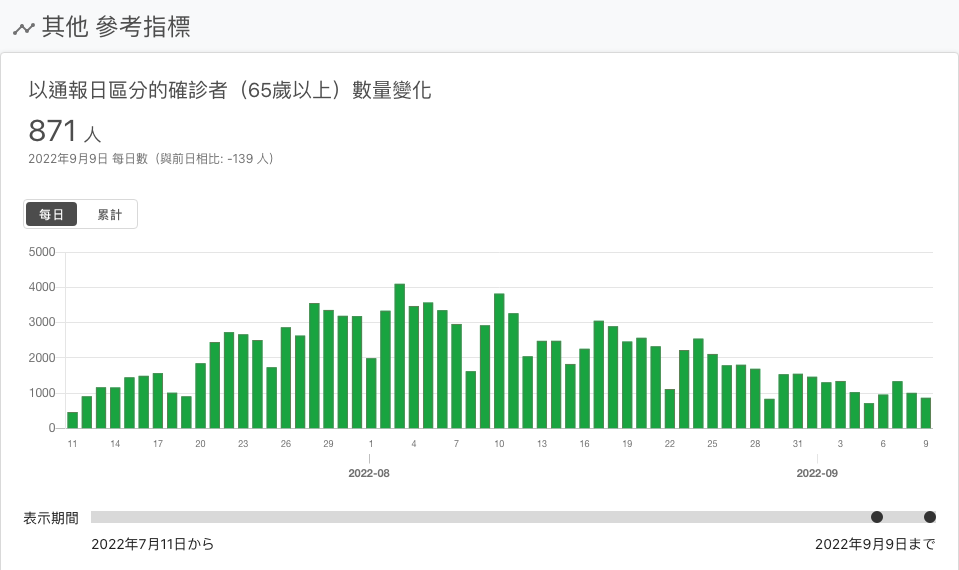 其他 參考指標
以通報日區分的確診者（65歲以上）數量變化
871 人
2022年9月9日 每日數（與前日相比: -139 人）
每日 累計
5000
4000
3000
2000
1000
0
11 14 17 20 23 26 29 1 4 7 10 13 16 19 22 25 28 31 3 6 9
2022-08 2022-09
表示期間
2022年7月11日から 2022年9月9日まで